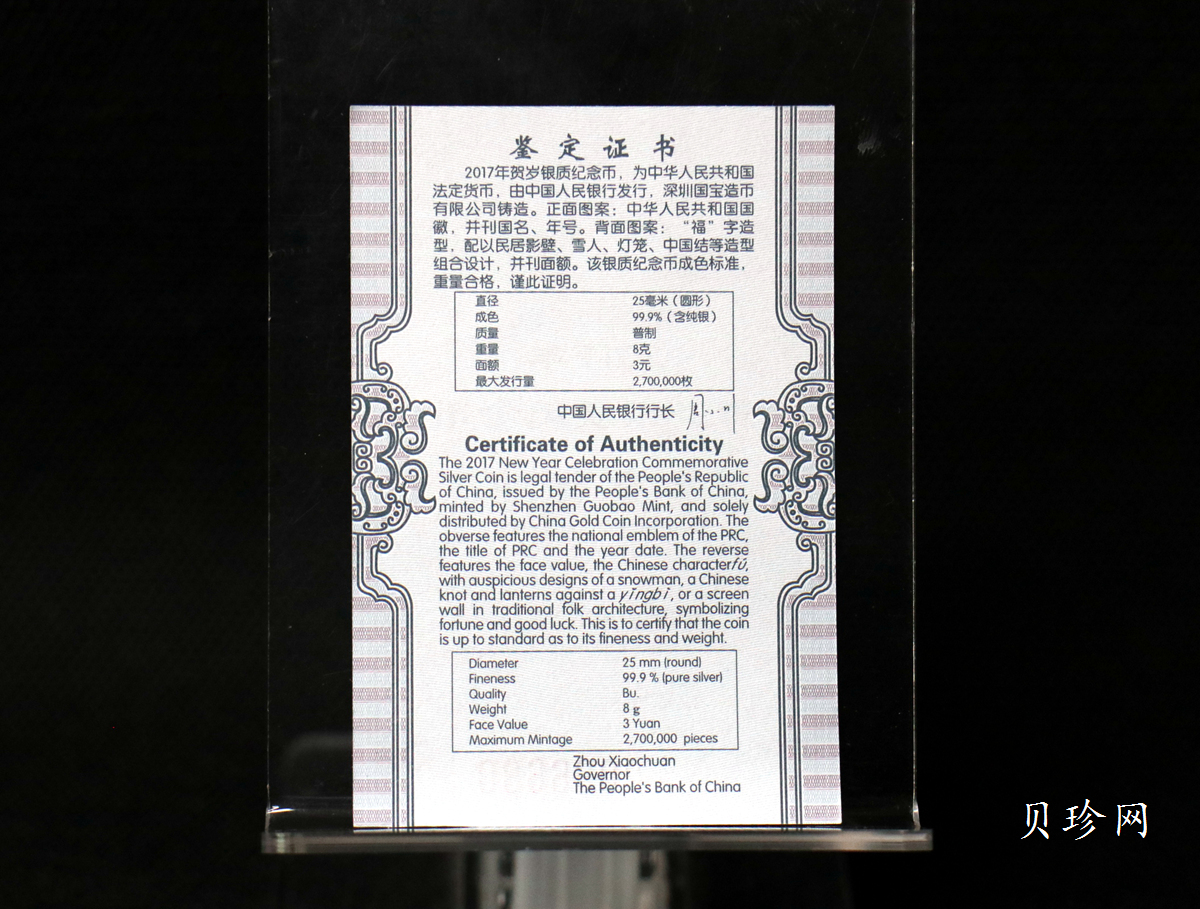 鉴定证书
2017年贺岁银质纪念币，为中华人民共和国
法定货币，由中国人民银行发行，深圳国宝造币
有限公司铸造。正面图案：中华人民共和国国
徽，并刊国名、年号。背面图案：“福”字造
型，配以民居影壁、雪人、灯笼、中国结等造型
组合设计，并刊面额。该银质纪念币成色标准，
重量合格，谨此证明。
直径 25毫米（圆形）
成色 99.9%（含纯银）
质量 普制
重量 8克
面额 3元
最大发行量 2,700,000枚
中国人民银行行长
Certificate of Authenticity
The 2017 New Year Celebration Commemorative
Silver Coin is legal tender of the People's Republic
of China, issued by the People's Bank of China,
minted by Shenzhen Guobao Mint, and solely
distributed by China Gold Coin Incorporation. The
obverse features the national emblem of the PRC,
the title of PRC and the year date. The reverse
features the face value, the Chinese character fú,
with auspicious designs of a snowman, a Chinese
knot and lanterns against a yǐngbì, or a screen
wall in traditional folk architecture, symbolizing
fortune and good luck. This is to certify that the coin
is up to standard as to its fineness and weight.
Diameter 25 mm (round)
Fineness 99.9 % (pure silver)
Quality Bu.
Weight 8 g
Face Value 3 Yuan
Maximum Mintage 2,700,000 pieces
Zhou Xiaochuan
Governor
The People's Bank of China
贝珍网